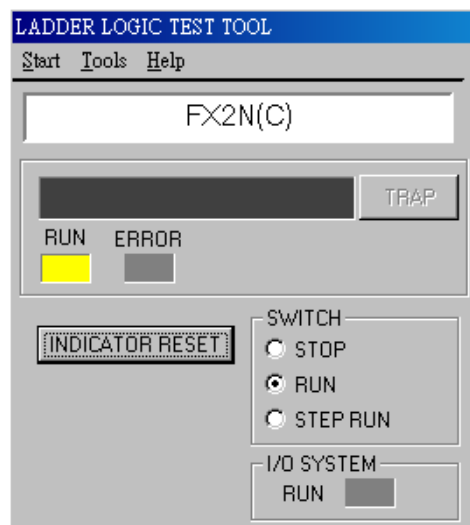 LADDER LOGIC TEST TOOL
Start Tools Help
FX2N(C)
TRAP
RUN ERROR
INDICATOR RESET
SWITCH
STOP
RUN
STEP RUN
I/O SYSTEM
RUN